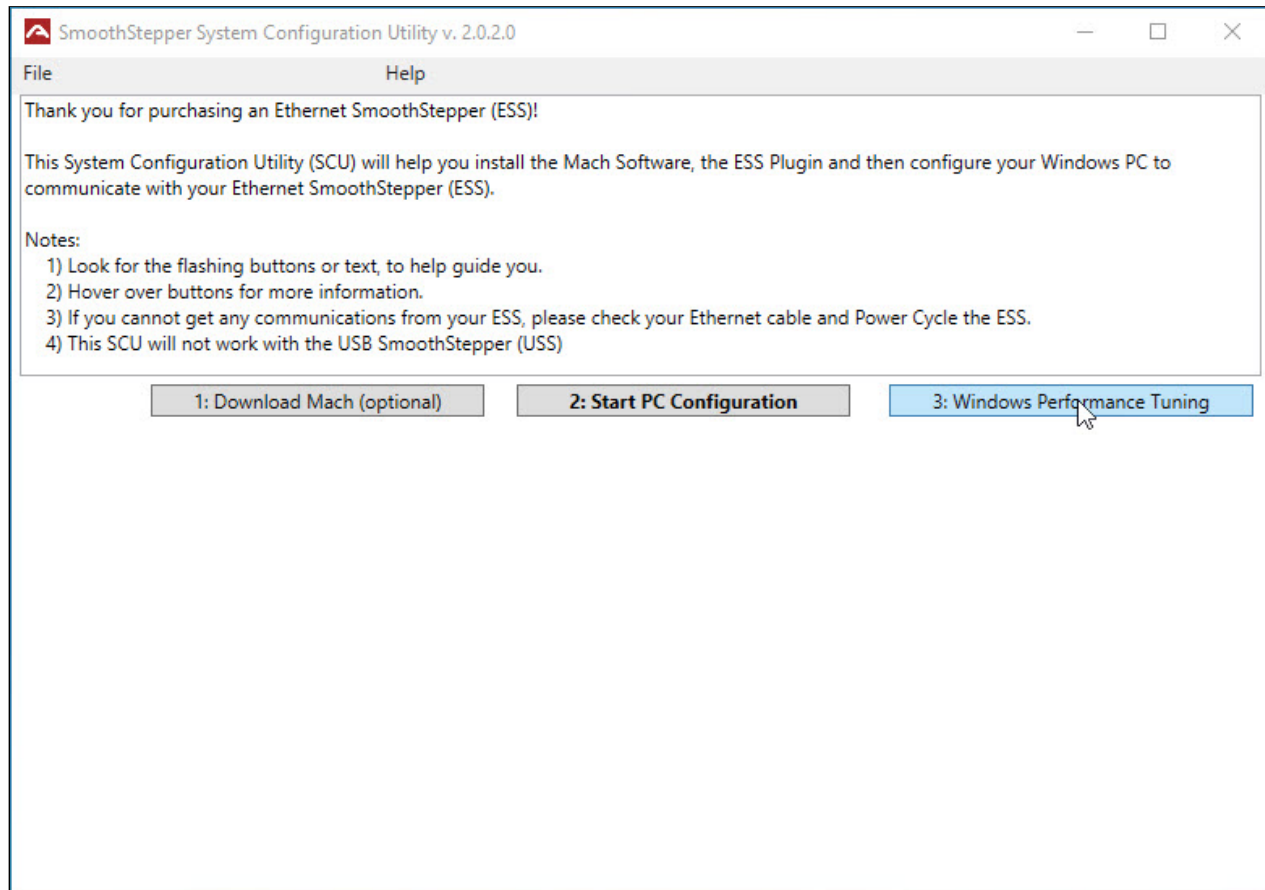 SmoothStepper System Configuration Utility v. 2.0.2.0
File Help
Thank you for purchasing an Ethernet SmoothStepper (ESS)!
This System Configuration Utility (SCU) will help you install the Mach Software, the ESS Plugin and then configure your Windows PC to
communicate with your Ethernet SmoothStepper (ESS).
Notes:
1) Look for the flashing buttons or text, to help guide you.
2) Hover over buttons for more information.
3) If you cannot get any communications from your ESS, please check your Ethernet cable and Power Cycle the ESS.
4) This SCU will not work with the USB SmoothStepper (USS)
1: Download Mach (optional) 2: Start PC Configuration 3: Windows Performance Tuning